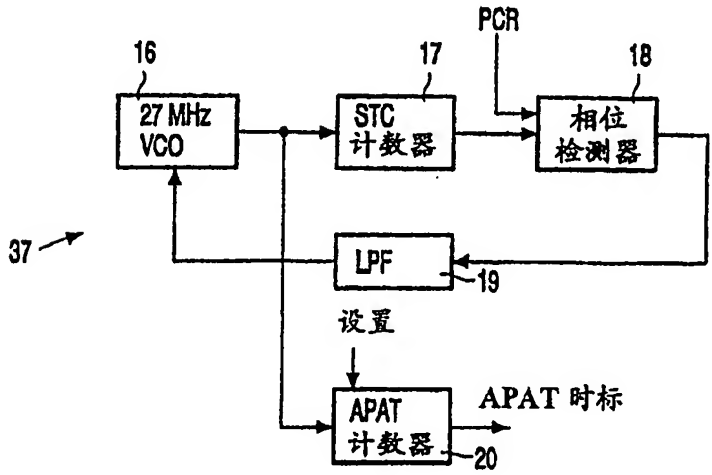 PCR
16
17
18
27 MHz
VCO
STC
计数器
相位
检测器
37
LPF
19
设置
APAT
计数器
APAT 时标
20